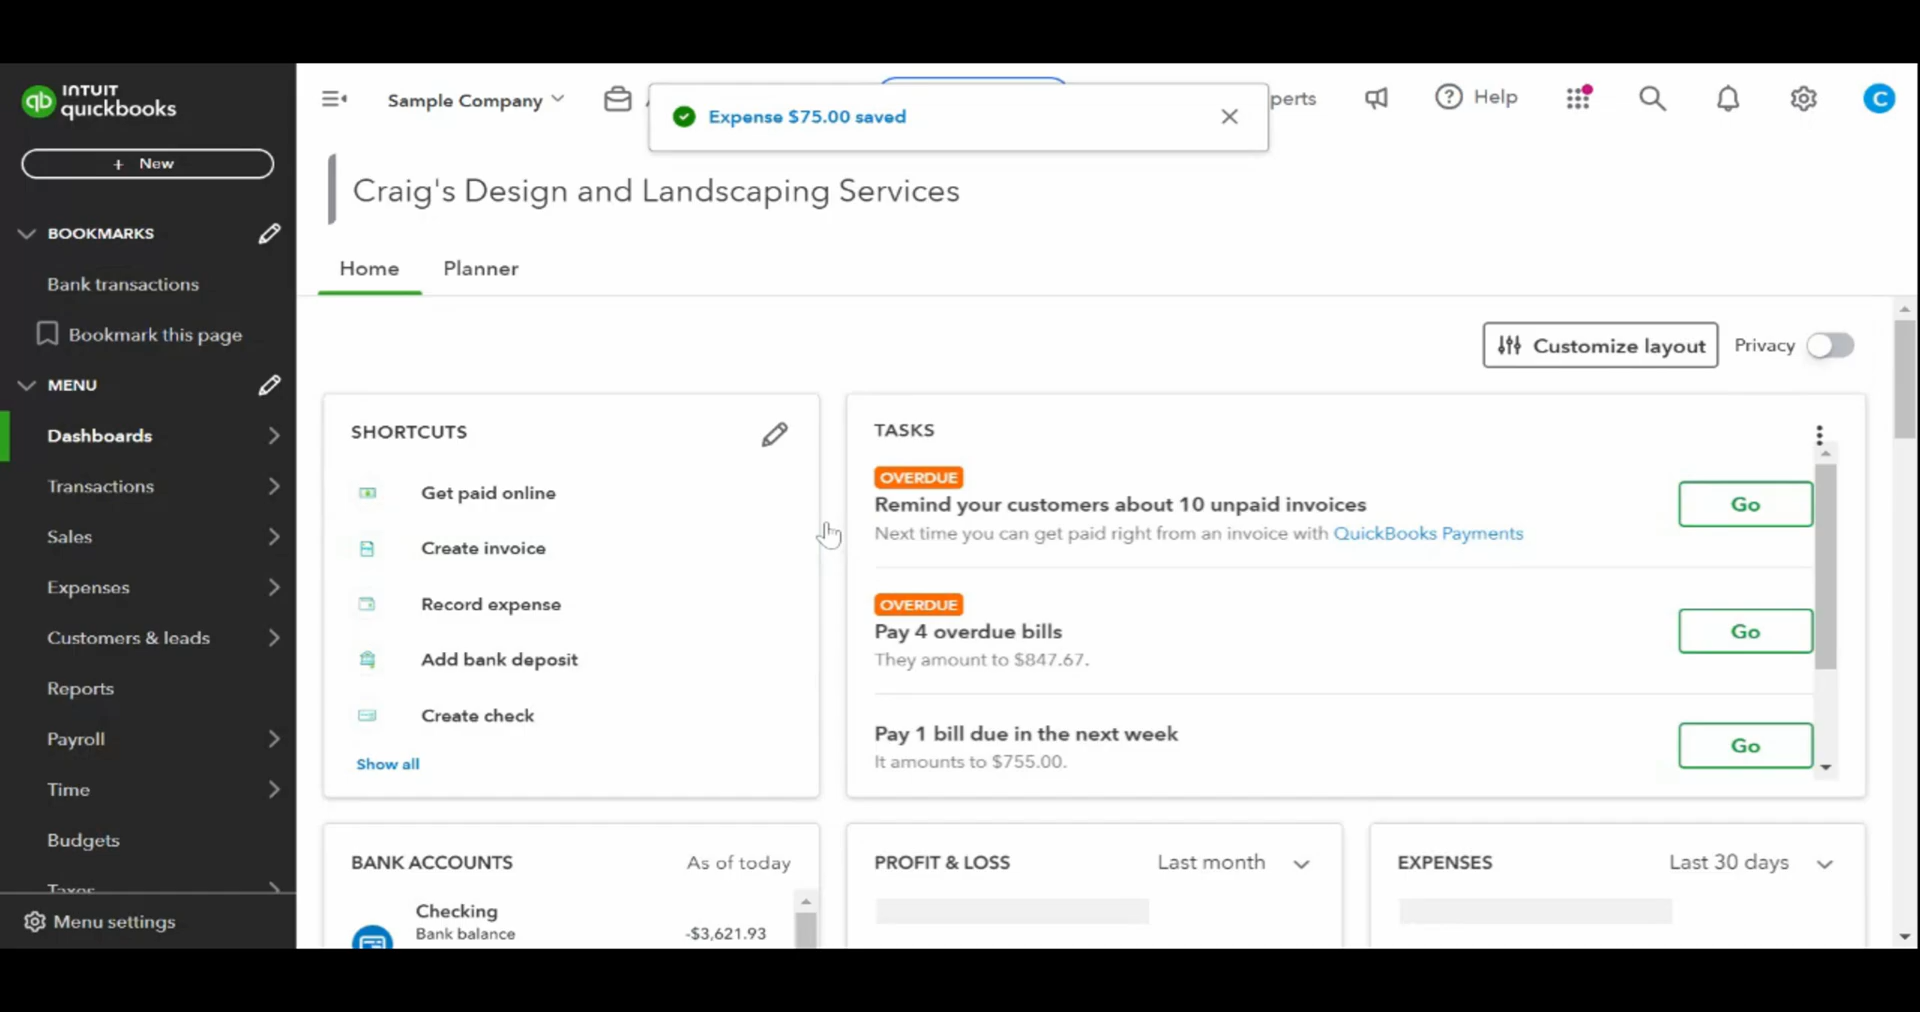 INTUIT
quickbooks
+ New
BOOKMARKS
Bank transactions
Bookmark this page
MENU
Dashboards
Transactions
Sales
Expenses
Customers & leads
Reports
Payroll
Time
Budgets
Taxes
Menu settings
Sample Company
Expense $75.00 saved
perts
Help
C
Craig's Design and Landscaping Services
Home
Planner
Customize layout
Privacy
SHORTCUTS
Get paid online
Create invoice
Record expense
Add bank deposit
Create check
Show all
TASKS
OVERDUE
Remind your customers about 10 unpaid invoices
Go
Next time you can get paid right from an invoice with QuickBooks Payments
OVERDUE
Pay 4 overdue bills
Go
They amount to $847.67.
Pay 1 bill due in the next week
Go
It amounts to $755.00.
BANK ACCOUNTS
As of today
Checking
Bank balance
-$3,621.93
PROFIT & LOSS
Last month
EXPENSES
Last 30 days